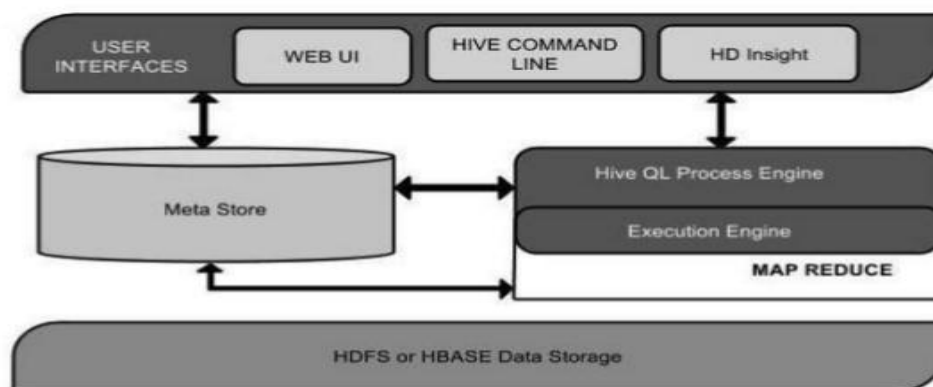 USER
INTERFACES
WEB UI
HIVE COMMAND
LINE
HD Insight
Meta Store
Hive QL Process Engine
Execution Engine
MAP REDUCE
HDFS or HBASE Data Storage